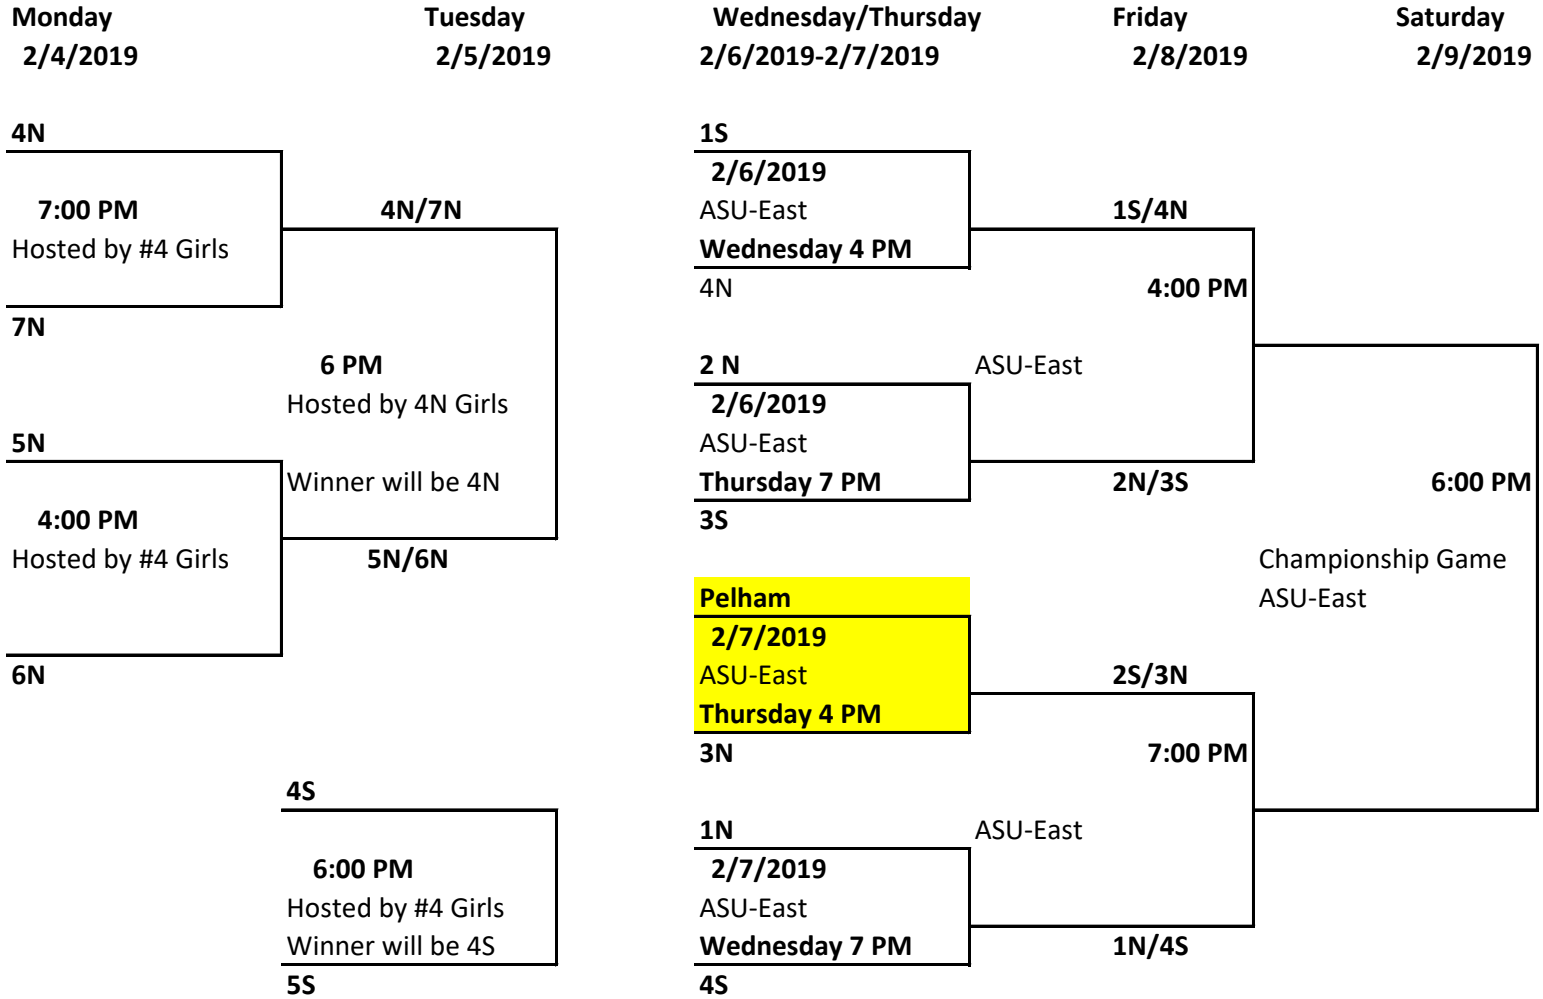 Monday Tuesday Wednesday/Thursday Friday Saturday
2/4/2019 2/5/2019 2/6/2019-2/7/2019 2/8/2019 2/9/2019
4N 1S
2/6/2019
7:00 PM 4N/7N ASU-East 1S/4N
Hosted by #4 Girls Wednesday 4 PM
4N 4:00 PM
7N
6 PM 2 N ASU-East
Hosted by 4N Girls 2/6/2019
5N ASU-East
Winner will be 4N Thursday 7 PM 2N/3S 6:00 PM
4:00 PM 3S
Hosted by #4 Girls 5N/6N Championship Game
Pelham ASU-East
2/7/2019
6N ASU-East 2S/3N
Thursday 4 PM
3N 7:00 PM
4S
1N ASU-East
6:00 PM 2/7/2019
Hosted by #4 Girls ASU-East
Winner will be 4S Wednesday 7 PM 1N/4S
5S 4S